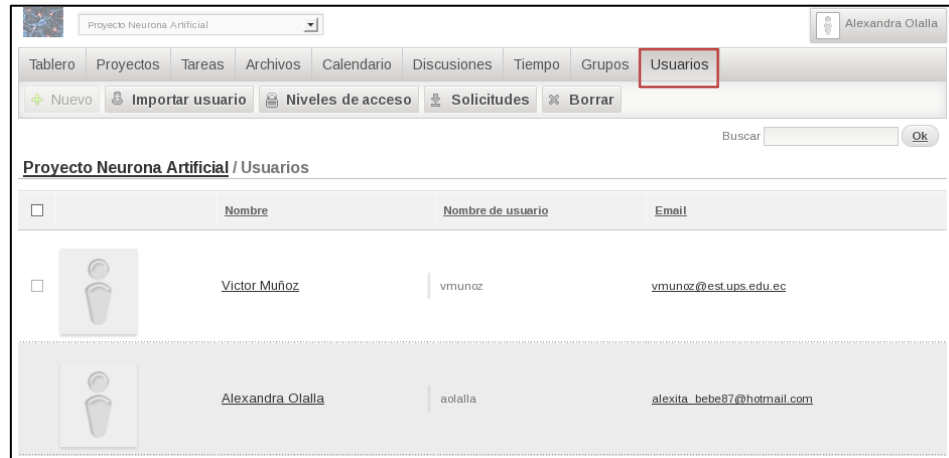 Proyecto Neurona Artificial
Alexandra Olalla
Tablero Proyectos Tareas Archivos Calendario Discusiones Tiempo Grupos Usuarios
Nuevo Importar usuario Niveles de acceso Solicitudes Borrar
Buscar Ok
Proyecto Neurona Artificial / Usuarios
Nombre Nombre de usuario Email
Victor Muñoz vmunoz vmunoz@est.ups.edu.ec
Alexandra Olalla aolalla alexita_bebe87@hotmail.com